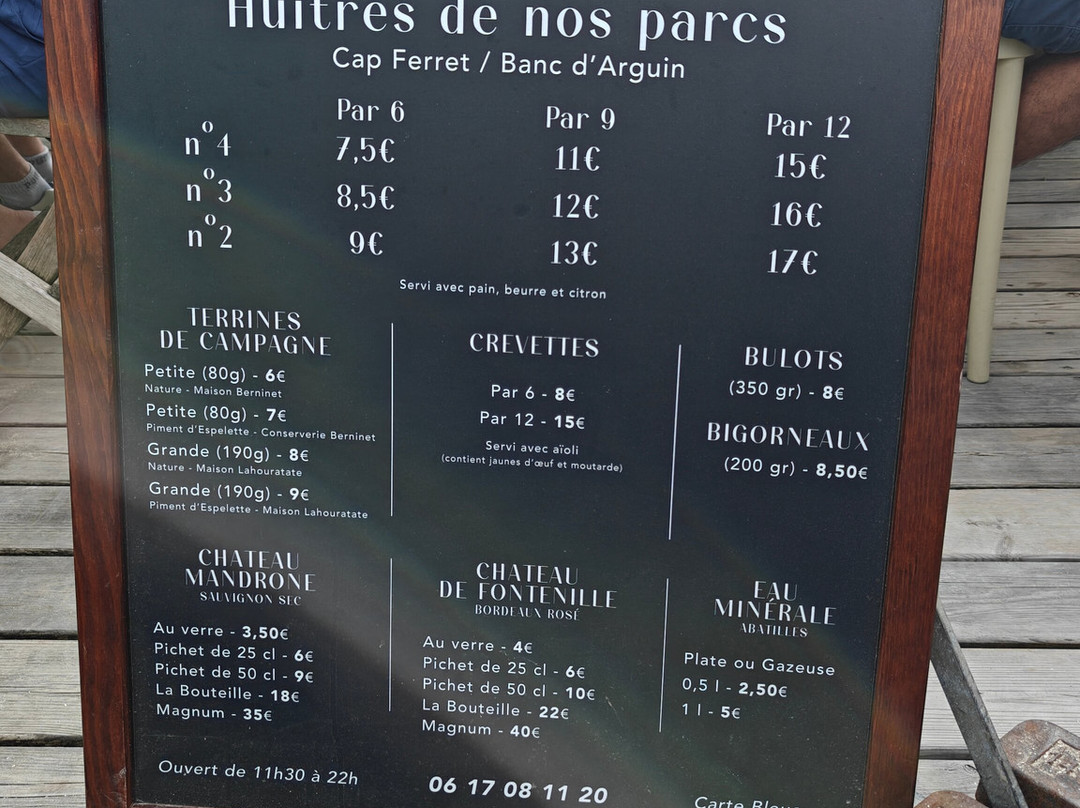 Huîtres de nos parcs
Cap Ferret / Banc d'Arguin
Par 6 Par 9 Par 12
n°4 7,5€ 11€ 15€
n°3 8,5€ 12€ 16€
n°2 9€ 13€ 17€
Servi avec pain, beurre et citron
TERRINES
DE CAMPAGNE
Petite (80g) - 6€
Nature - Maison Berninet
Petite (80g) - 7€
Piment d'Espelette - Conserverie Berninet
Grande (190g) - 8€
Nature - Maison Lahouratate
Grande (190g) - 9€
Piment d'Espelette - Maison Lahouratate
CREVETTES
Par 6 - 8€
Par 12 - 15€
Servi avec aïoli
(contient jaunes d'œuf et moutarde)
BULOTS
(350 gr) - 8€
BIGORNEAUX
(200 gr) - 8,50€
CHATEAU
MANDRONE
SAUVIGNON SEC
Au verre - 3,50€
Pichet de 25 cl - 6€
Pichet de 50 cl - 9€
La Bouteille - 18€
Magnum - 35€
CHATEAU
DE FONTENILLE
BORDEAUX ROSÉ
Au verre - 4€
Pichet de 25 cl - 6€
Pichet de 50 cl - 10€
La Bouteille - 22€
Magnum - 40€
EAU
MINÉRALE
ABATILLES
Plate ou Gazeuse
0,5 l - 2,50€
1 l - 5€
Ouvert de 11h30 à 22h
06 17 08 11 20
Carte Bleue